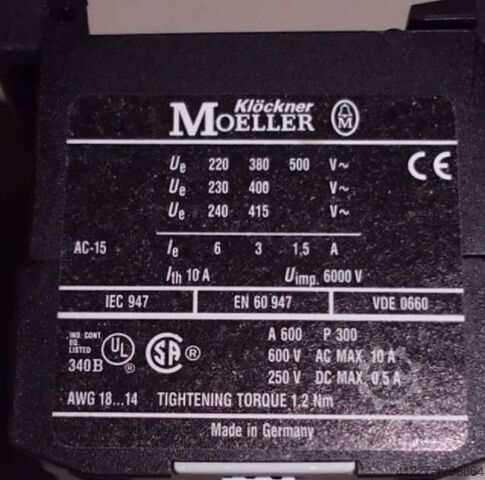 Klöckner
MOELLER M
Ue 220 380 500 V~
Ue 230 400 V~
Ue 240 415 V~
CE
AC-15 Ie 6 3 1,5 A
Ith 10 A Uimp. 6000 V
IEC 947 EN 60 947 VDE 0660
IND. CONT.
EQ.
LISTED
340 B
UL ®
SA ®
A 600 P 300
600 V AC MAX. 10 A
250 V DC MAX. 0.5 A
AWG 18...14 TIGHTENING TORQUE 1.2 Nm
Made in Germany